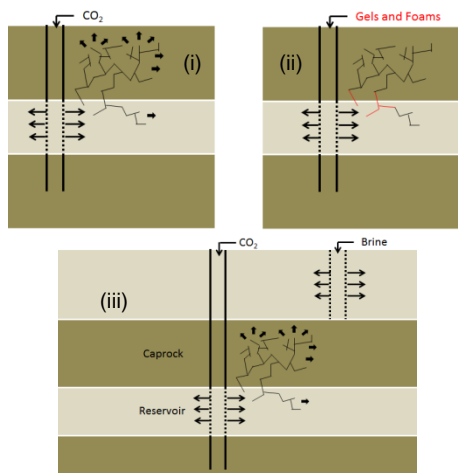 CO₂
Gels and Foams
(i)
(ii)
CO₂
Brine
(iii)
Caprock
Reservoir